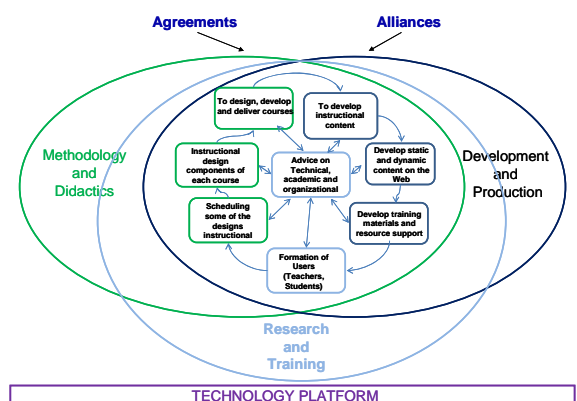 Agreements
Alliances
To design, develop
and deliver courses
To develop
instructional
content
Methodology
and
Didactics
Instructional
design
components of
each course
Advice on
Technical,
academic and
organizational
Develop static
and dynamic
content on the
Web
Development
and
Production
Scheduling
some of the
designs
instructional
Develop training
materials and
resource support
Formation of
Users
(Teachers,
Students)
Research
and
Training
TECHNOLOGY PLATFORM